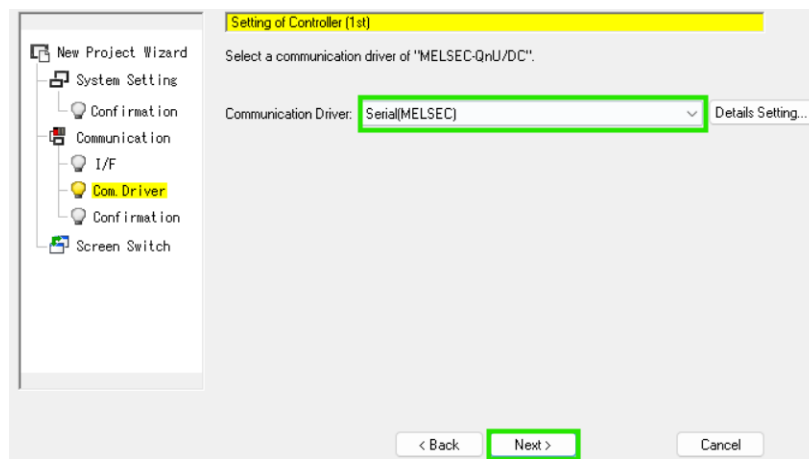 Setting of Controller (1st)
New Project Wizard
System Setting
Confirmation
Communication
I/F
Com. Driver
Confirmation
Screen Switch
Select a communication driver of "MELSEC-QnU/DC".
Communication Driver: Serial(MELSEC) Details Setting...
< Back Next > Cancel